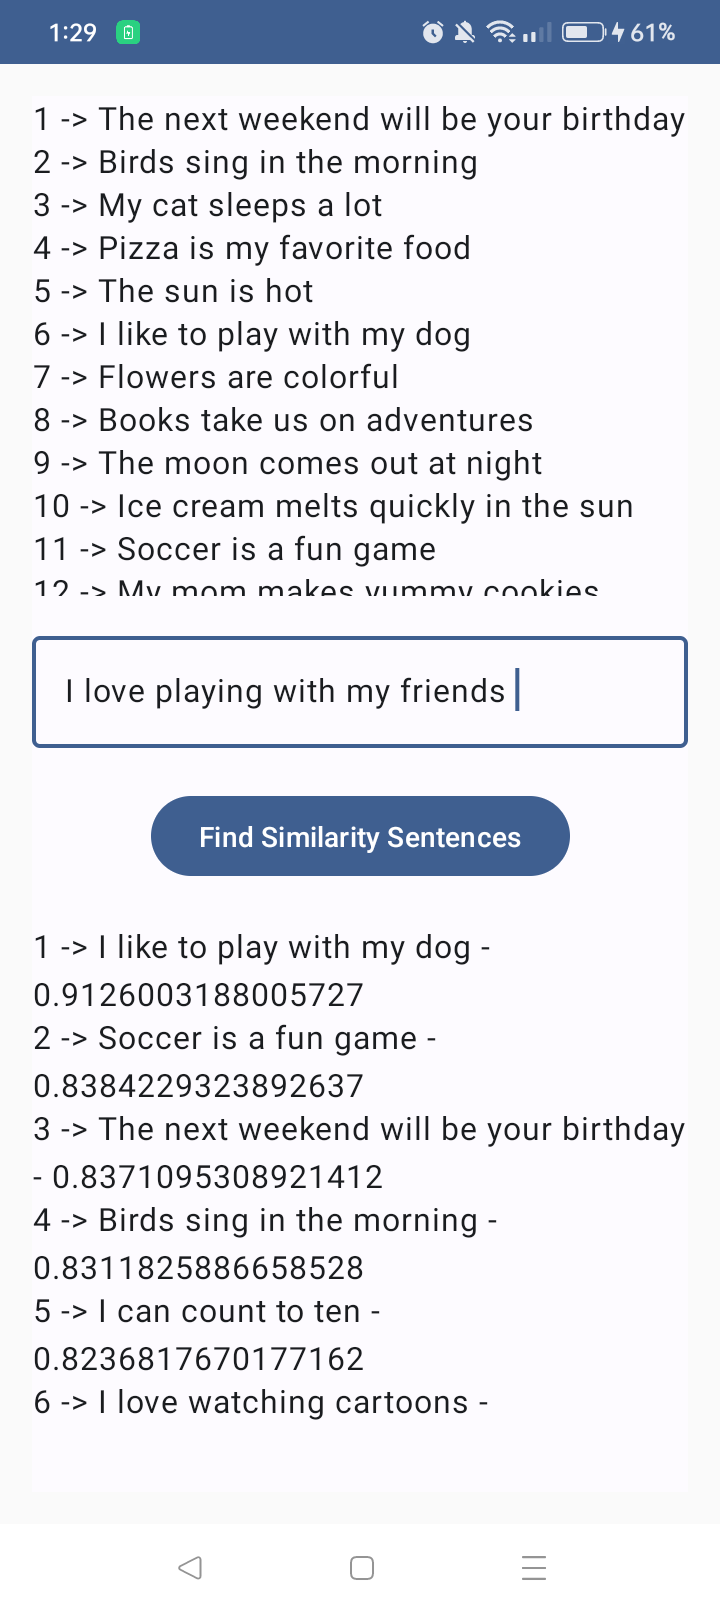 1:29
61%
1 -> The next weekend will be your birthday
2 -> Birds sing in the morning
3 -> My cat sleeps a lot
4 -> Pizza is my favorite food
5 -> The sun is hot
6 -> I like to play with my dog
7 -> Flowers are colorful
8 -> Books take us on adventures
9 -> The moon comes out at night
10 -> Ice cream melts quickly in the sun
11 -> Soccer is a fun game
12 -> My mom makes yummy cookies
I love playing with my friends
Find Similarity Sentences
1 -> I like to play with my dog -
0.9126003188005727
2 -> Soccer is a fun game -
0.8384229323892637
3 -> The next weekend will be your birthday
- 0.8371095308921412
4 -> Birds sing in the morning -
0.8311825886658528
5 -> I can count to ten -
0.8236817670177162
6 -> I love watching cartoons -